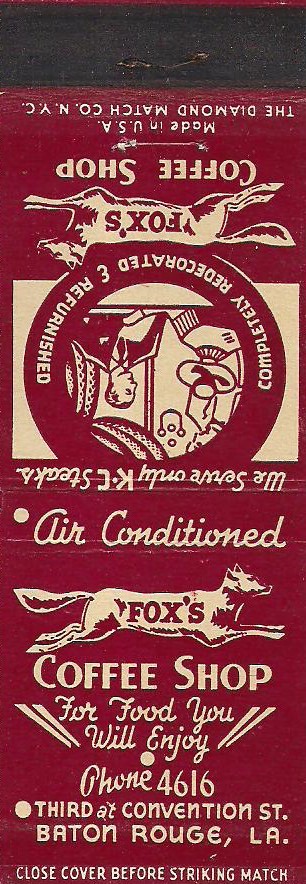 THE DIAMOND MATCH CO. N.Y.C.
Made in U.S.A.
COFFEE SHOP
FOX'S
COMPLETELY REDECORATED & REFURNISHED
We Serve only K-C Steaks
Air Conditioned
FOX'S
COFFEE SHOP
For Food You
Will Enjoy
Phone 4616
THIRD at CONVENTION ST.
BATON ROUGE, LA.
CLOSE COVER BEFORE STRIKING MATCH